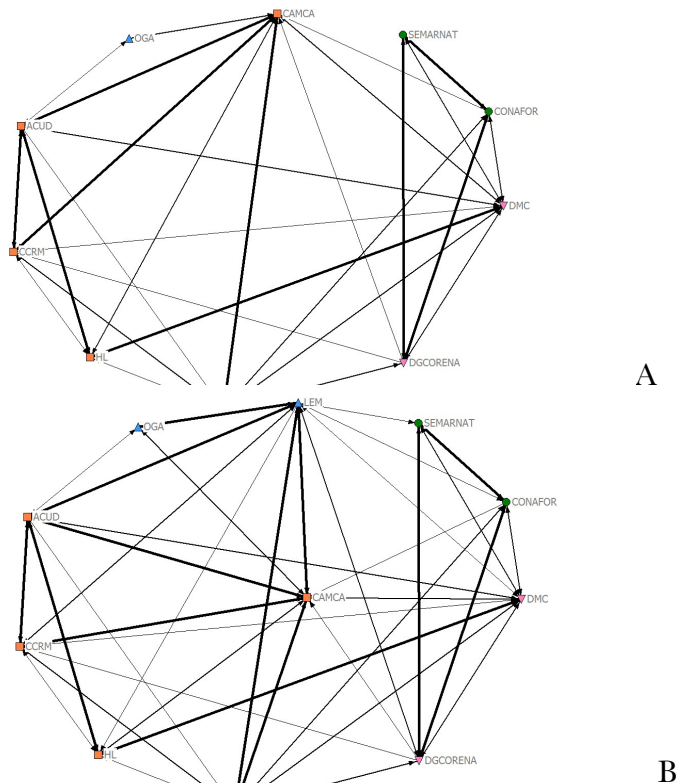 CAMCA
SEMARNAT
OGA
CONAFOR
ACUD
DMC
CCRM
HL
DGCORENA
A
LEM
SEMARNAT
OGA
CONAFOR
ACUD
CAMCA
DMC
CCRM
HL
DGCORENA
B